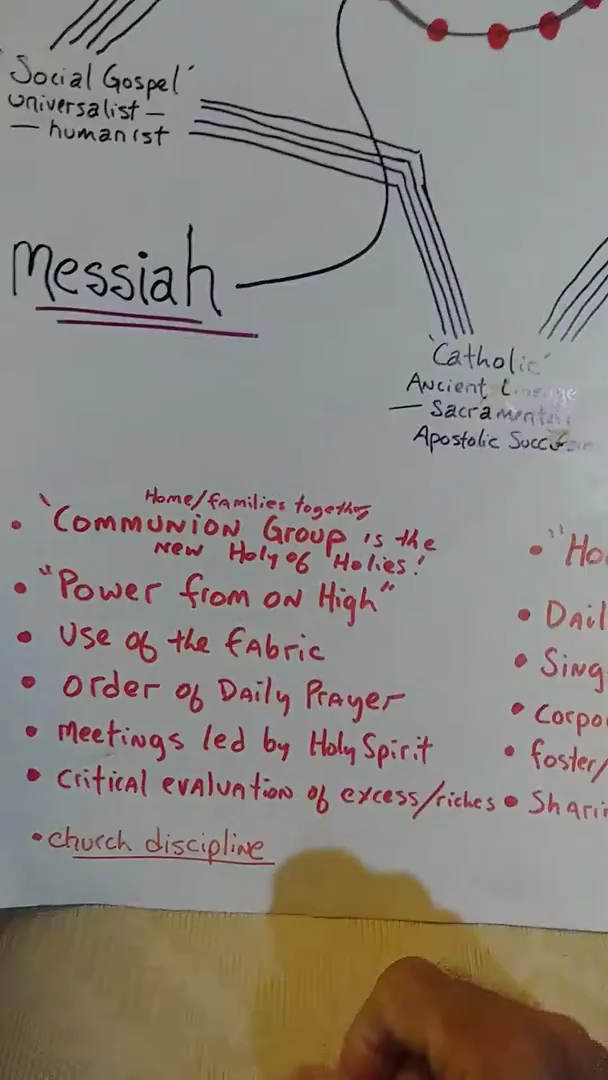 'Social Gospel'
universalist –
– humanist
Messiah
'Catholic'
Ancient
– Sacramental
Apostolic
Home/families together
• "Communion Group is the
new Holy of Holies!
• "Power from on High"
• Use of the fabric
• Order of Daily Prayer
• Meetings led by Holy Spirit
• Critical evaluation of excess/riches
• church discipline
• "Ho
• Dail
• Sing
• Corpo
• foster/
• Shari